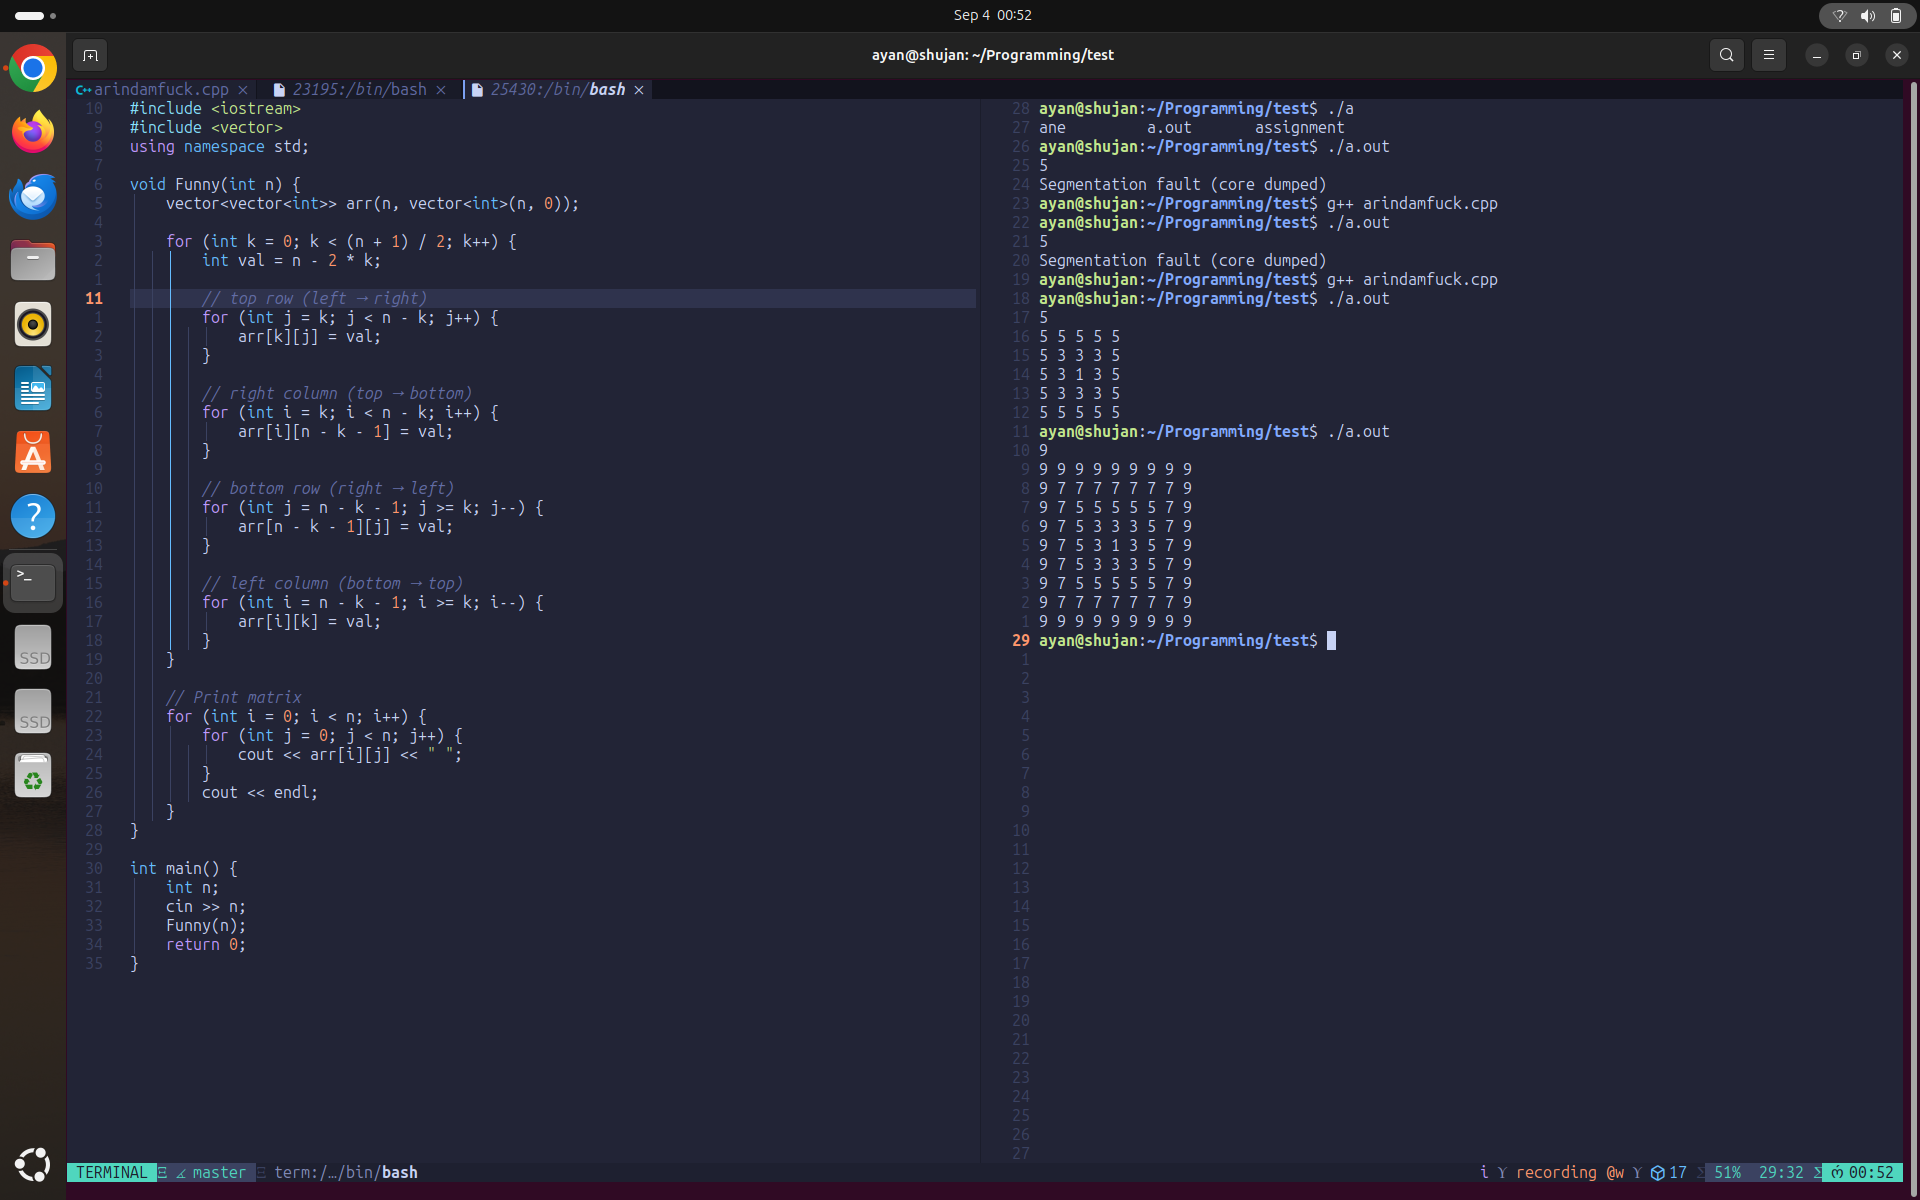 Sep 4 00:52
ayan@shujan: ~/Programming/test
C++ arindamfuck.cpp × 23195:/bin/bash × 25430:/bin/bash ×
10 #include <iostream>
9 #include <vector>
8 using namespace std;
7
6 void Funny(int n) {
5 vector<vector<int>> arr(n, vector<int>(n, 0));
4
3 for (int k = 0; k < (n + 1) / 2; k++) {
2 int val = n - 2 * k;
1
11 // top row (left → right)
1 for (int j = k; j < n - k; j++) {
2 arr[k][j] = val;
3 }
4
5 // right column (top → bottom)
6 for (int i = k; i < n - k; i++) {
7 arr[i][n - k - 1] = val;
8 }
9
10 // bottom row (right → left)
11 for (int j = n - k - 1; j >= k; j--) {
12 arr[n - k - 1][j] = val;
13 }
14
15 // left column (bottom → top)
16 for (int i = n - k - 1; i >= k; i--) {
17 arr[i][k] = val;
18 }
19 }
20
21 // Print matrix
22 for (int i = 0; i < n; i++) {
23 for (int j = 0; j < n; j++) {
24 cout << arr[i][j] << " ";
25 }
26 cout << endl;
27 }
28 }
29
30 int main() {
31 int n;
32 cin >> n;
33 Funny(n);
34 return 0;
35 }
28 ayan@shujan:~/Programming/test$ ./a
27 ane a.out assignment
26 ayan@shujan:~/Programming/test$ ./a.out
25 5
24 Segmentation fault (core dumped)
23 ayan@shujan:~/Programming/test$ g++ arindamfuck.cpp
22 ayan@shujan:~/Programming/test$ ./a.out
21 5
20 Segmentation fault (core dumped)
19 ayan@shujan:~/Programming/test$ g++ arindamfuck.cpp
18 ayan@shujan:~/Programming/test$ ./a.out
17 5
16 5 5 5 5 5
15 5 3 3 3 5
14 5 3 1 3 5
13 5 3 3 3 5
12 5 5 5 5 5
11 ayan@shujan:~/Programming/test$ ./a.out
10 9
9 9 9 9 9 9 9 9 9 9
8 9 7 7 7 7 7 7 7 9
7 9 7 5 5 5 5 5 7 9
6 9 7 5 3 3 3 5 7 9
5 9 7 5 3 1 3 5 7 9
4 9 7 5 3 3 3 5 7 9
3 9 7 5 5 5 5 5 7 9
2 9 7 7 7 7 7 7 7 9
1 9 9 9 9 9 9 9 9 9
29 ayan@shujan:~/Programming/test$
1
2
3
4
5
6
7
8
9
10
11
12
13
14
15
16
17
18
19
20
21
22
23
24
25
26
27
SSD
SSD
TERMINAL master term:/…/bin/bash i recording @w 17 51% 29:32 00:52